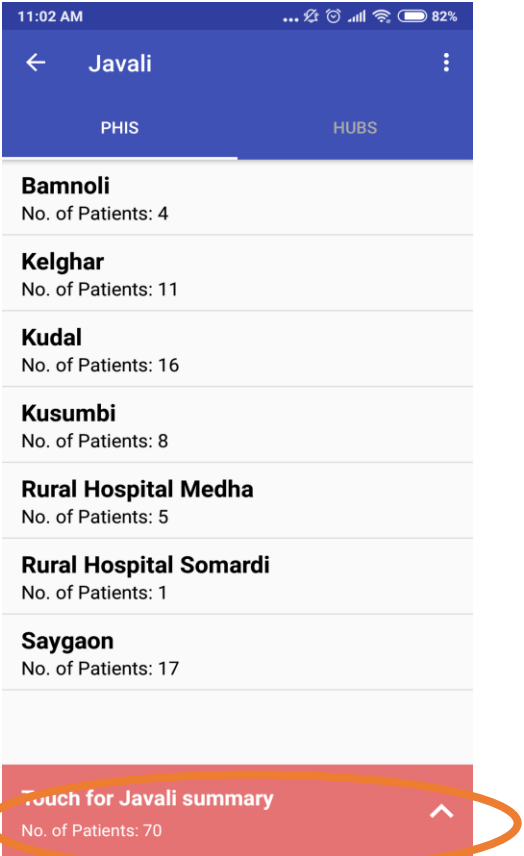 11:02 AM ... 82%
Javali
PHIS HUBS
Bamnoli
No. of Patients: 4
Kelghar
No. of Patients: 11
Kudal
No. of Patients: 16
Kusumbi
No. of Patients: 8
Rural Hospital Medha
No. of Patients: 5
Rural Hospital Somardi
No. of Patients: 1
Saygaon
No. of Patients: 17
Touch for Javali summary
No. of Patients: 70